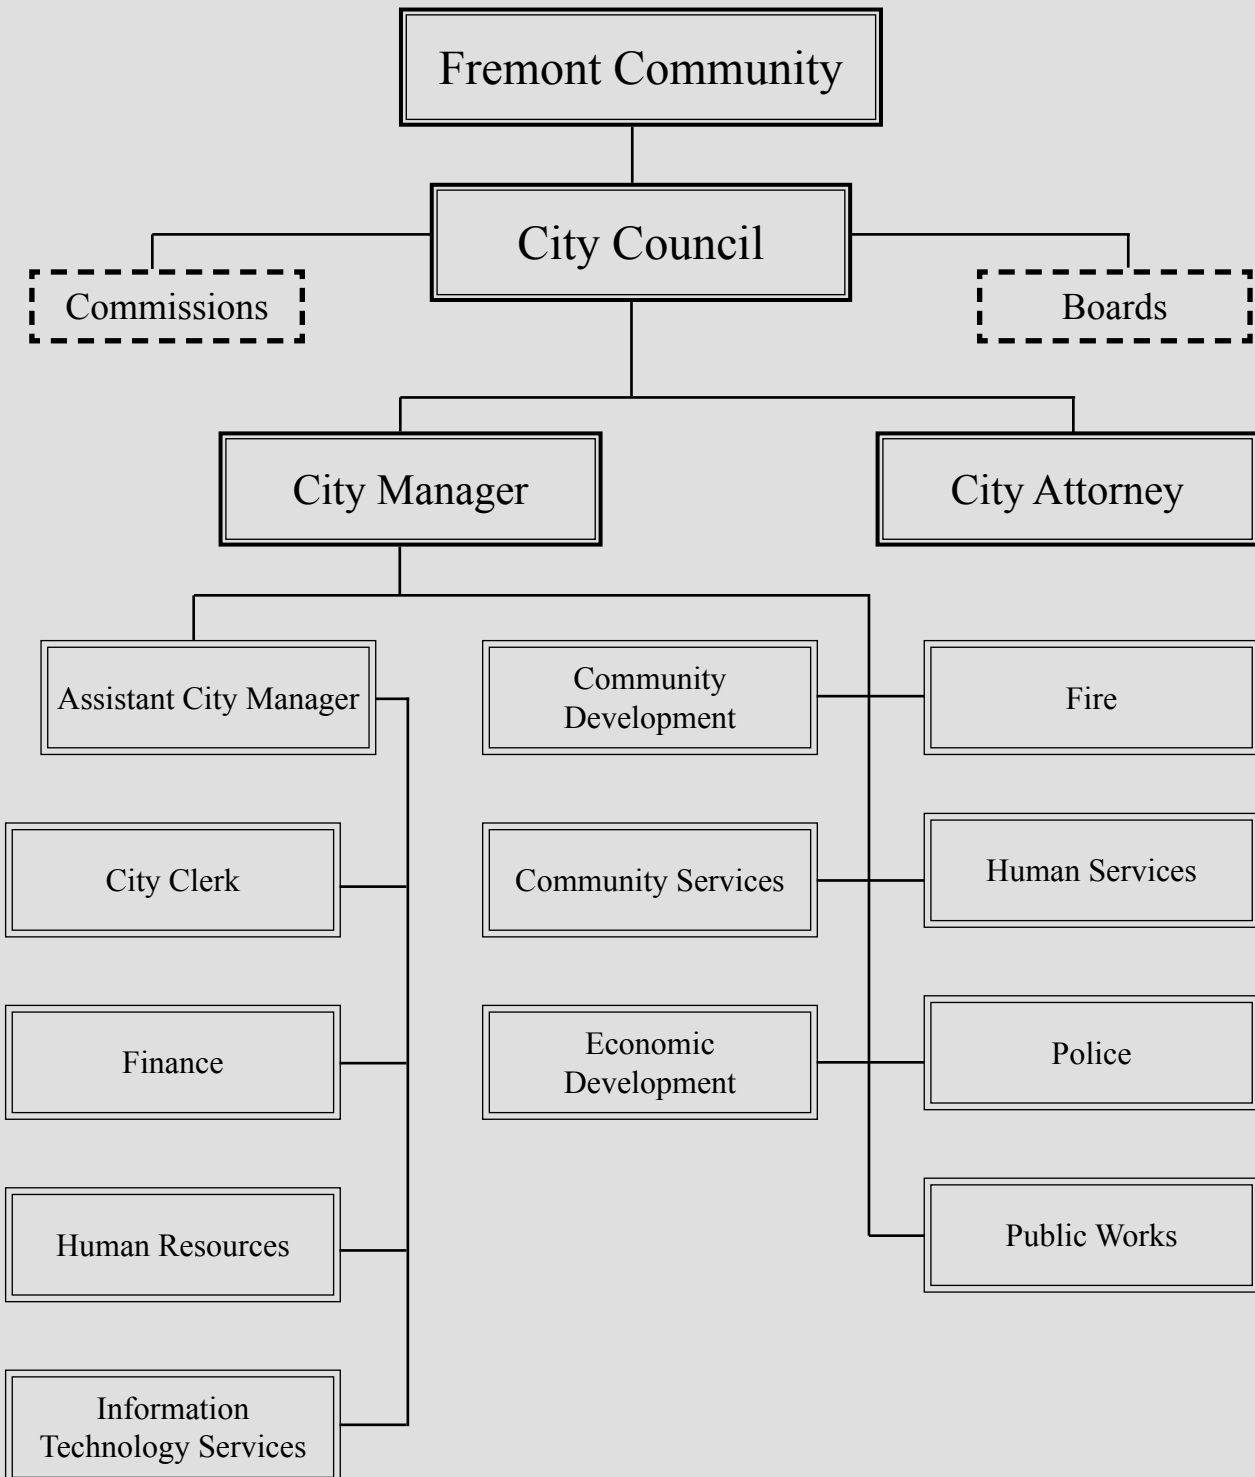 Fremont Community
City Council
Commissions
Boards
City Manager
City Attorney
Assistant City Manager
Community
Development
Fire
City Clerk
Community Services
Human Services
Finance
Economic
Development
Police
Human Resources
Public Works
Information
Technology Services